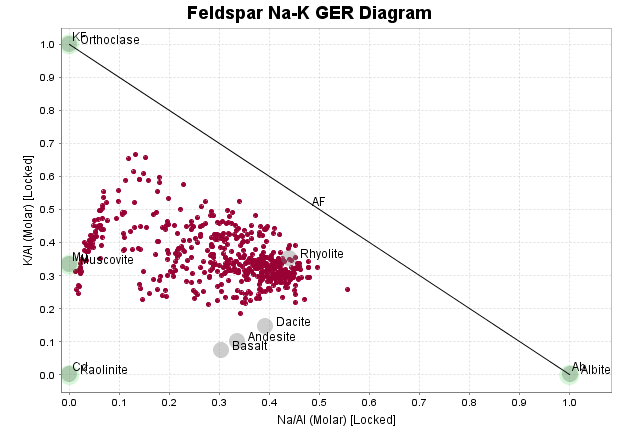 Feldspar Na-K GER Diagram
K/Al (Molar) [Locked]
1.0
0.9
0.8
0.7
0.6
0.5
0.4
0.3
0.2
0.1
0.0
KF
Orthoclase
AF
Rhyolite
Mu
Muscovite
Dacite
Andesite
Basalt
Cd
Kaolinite
Ab
Albite
0.0 0.1 0.2 0.3 0.4 0.5 0.6 0.7 0.8 0.9 1.0
Na/Al (Molar) [Locked]